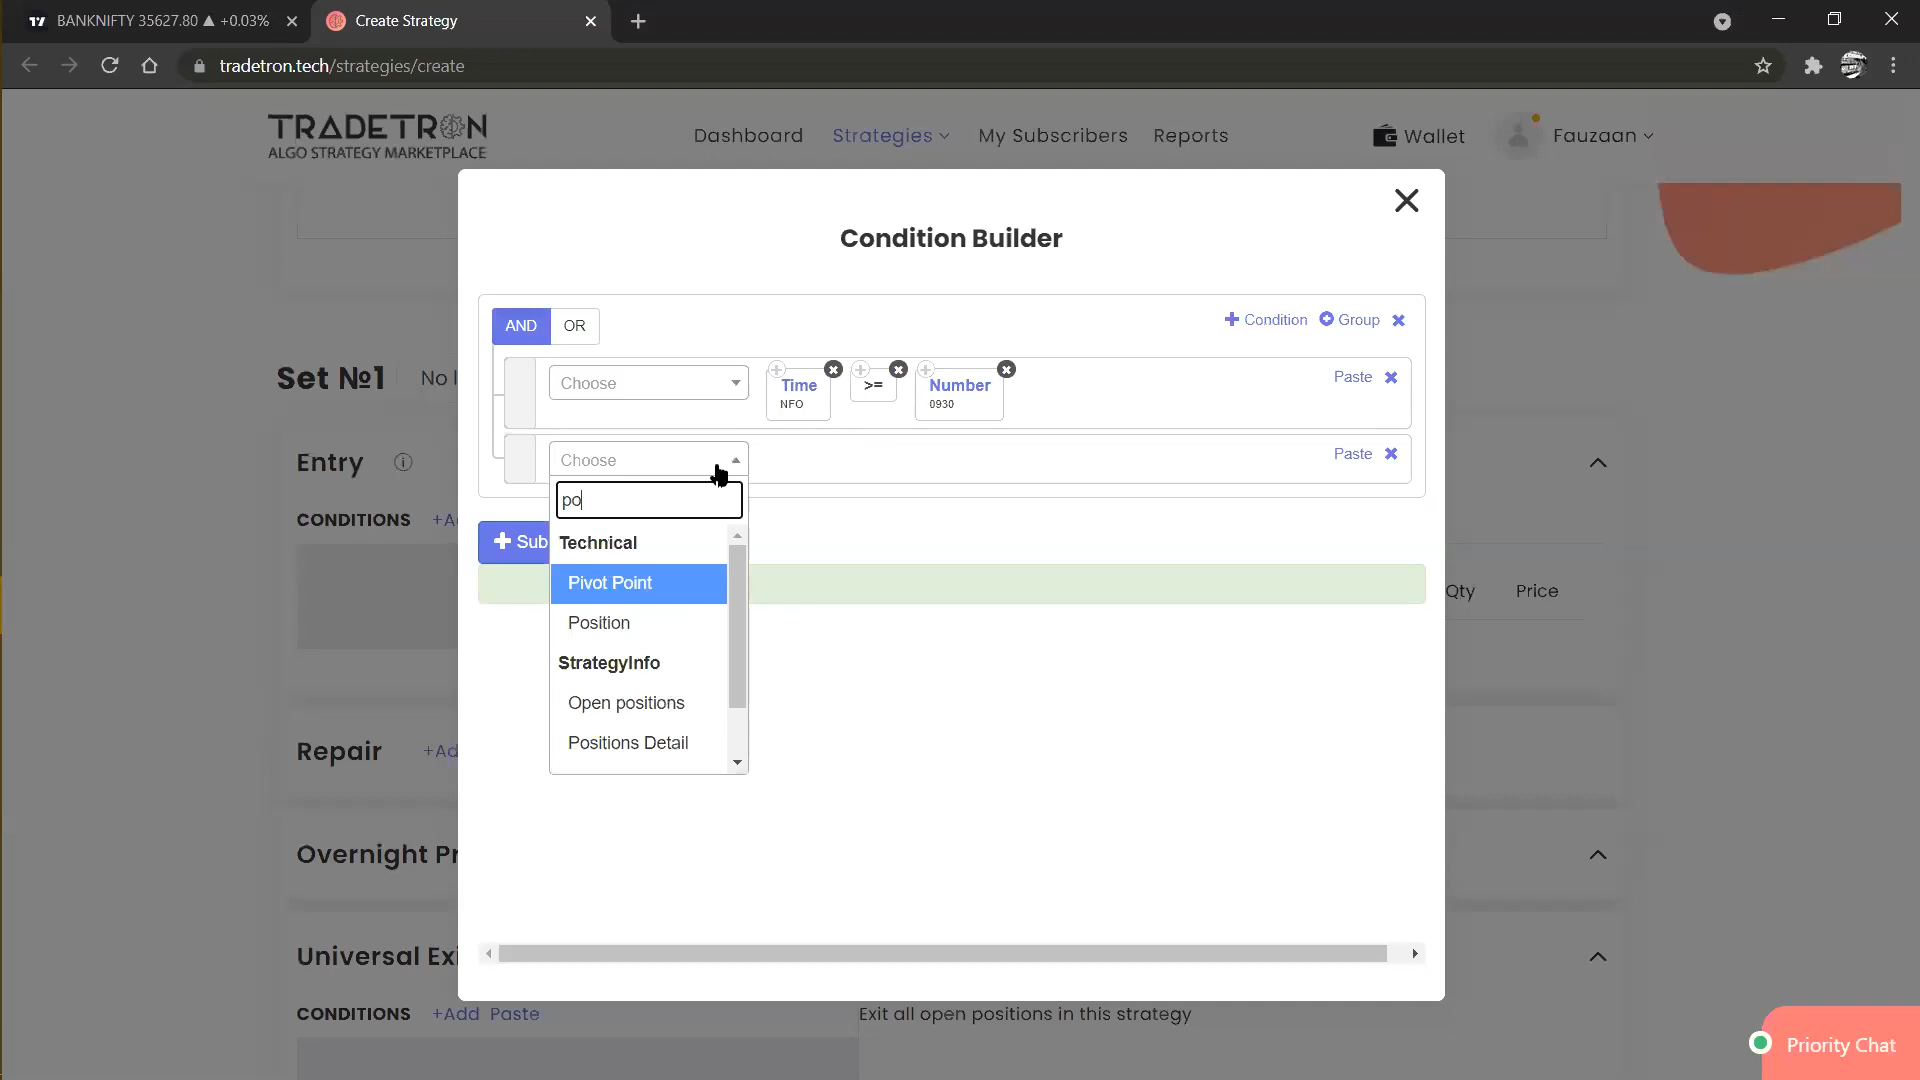 BANKNIFTY 35627.80 ▲ +0.03%
Create Strategy
tradetron.tech/strategies/create
TRADETRON
ALGO STRATEGY MARKETPLACE
Dashboard
Strategies
My Subscribers
Reports
Wallet
Fauzaan
Condition Builder
AND
OR
Condition
Group
Choose
Time
NFO
>=
Number
0930
Paste
Choose
Paste
po
Technical
Pivot Point
Position
StrategyInfo
Open positions
Positions Detail
Sub
Set №1
Entry
CONDITIONS
Qty
Price
Repair
Universal
CONDITIONS +Add Paste
Exit all open positions in this strategy
Overnight
Priority Chat